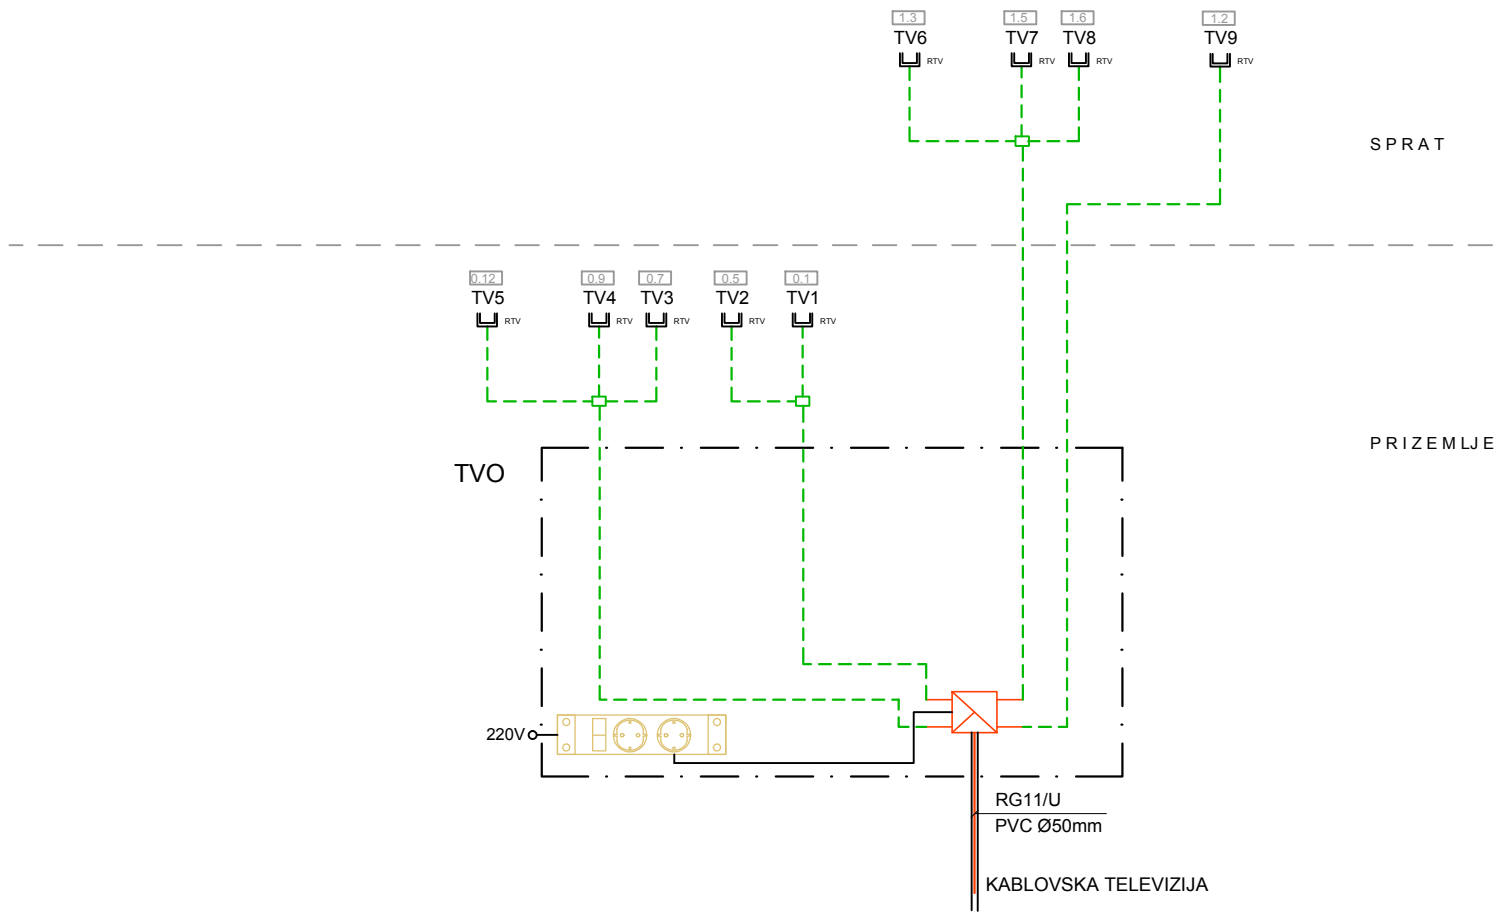 1.3 1.5 1.6 1.2
TV6 TV7 TV8 TV9
RTV RTV RTV RTV
SPRAT
0.12 0.9 0.7 0.5 0.1
TV5 TV4 TV3 TV2 TV1
RTV RTV RTV RTV RTV
PRIZEMLJE
TVO
220V
RG11/U
PVC Ø50mm
KABLOVSKA TELEVIZIJA